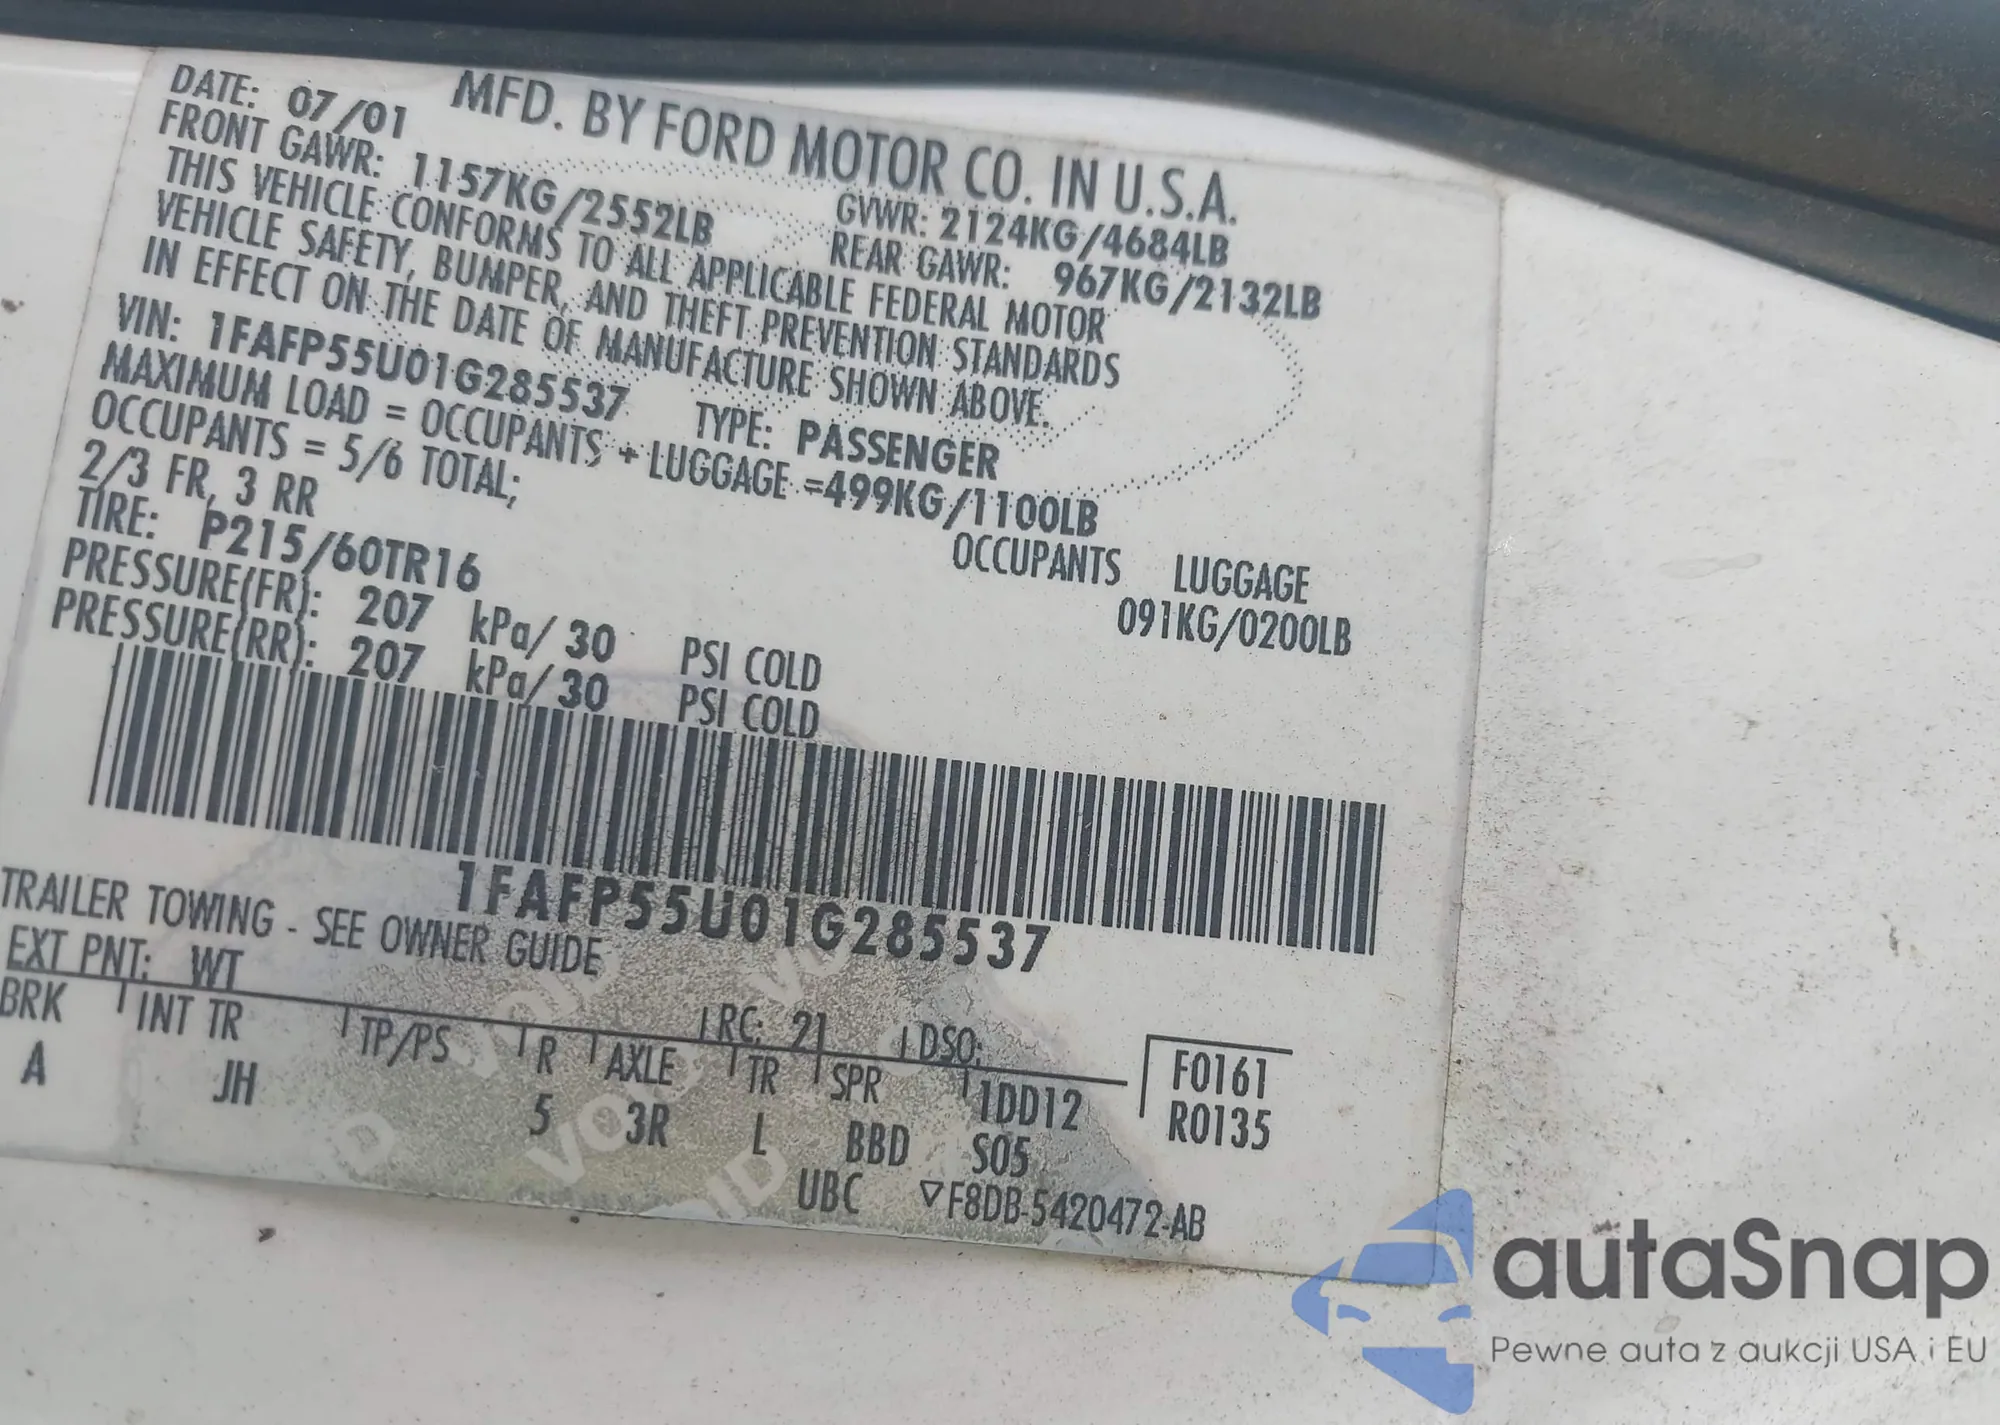 MFD. BY FORD MOTOR CO. IN U.S.A.
DATE: 07/01 GVWR: 2124KG/4684LB
FRONT GAWR: 1157KG/2552LB REAR GAWR: 967KG/2132LB
THIS VEHICLE CONFORMS TO ALL APPLICABLE FEDERAL MOTOR
VEHICLE SAFETY, BUMPER, AND THEFT PREVENTION STANDARDS
IN EFFECT ON THE DATE OF MANUFACTURE SHOWN ABOVE.
VIN: 1FAFP55U01G285537 TYPE: PASSENGER
MAXIMUM LOAD = OCCUPANTS + LUGGAGE =499KG/1100LB
OCCUPANTS = 5/6 TOTAL; OCCUPANTS LUGGAGE
2/3 FR, 3 RR 091KG/0200LB
TIRE: P215/60TR16
PRESSURE(FR): 207 kPa/ 30 PSI COLD
PRESSURE(RR): 207 kPa/ 30 PSI COLD
1FAFP55U01G285537
TRAILER TOWING - SEE OWNER GUIDE
EXT PNT: WT RC: 21 DSO: F0161
BRK INT TR TP/PS R AXLE TR SPR 1DD12 R0135
A JH 5 3R L BBD S05
UBC ▽F8DB-5420472-AB
VOID VOID
VOID VOID VOID
autaSnap
Pewne auta z aukcji USA i EU